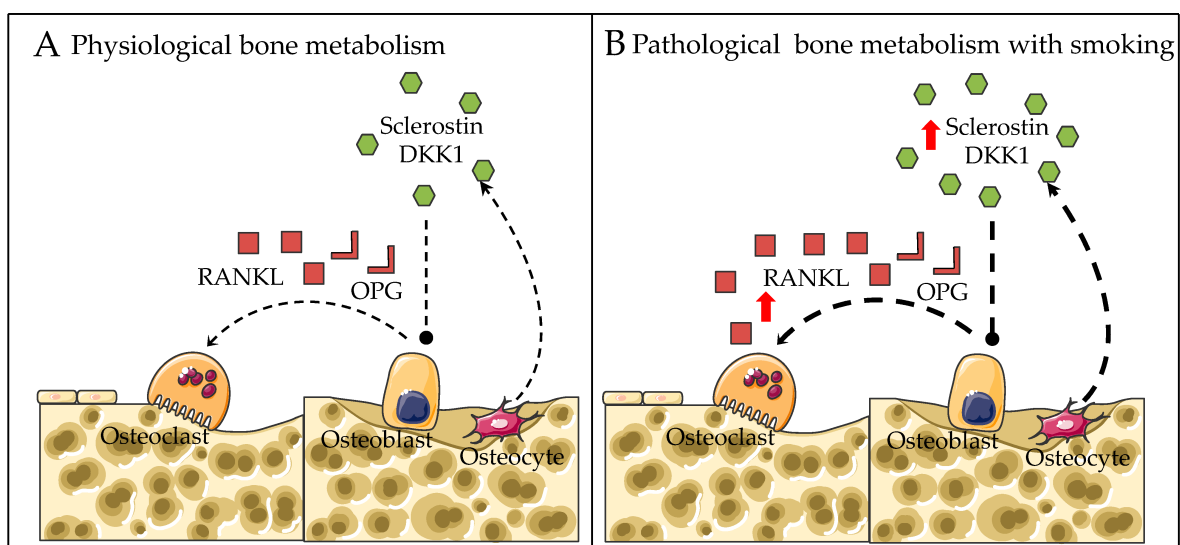 A Physiological bone metabolism
Sclerostin
DKK1
RANKL
OPG
Osteoclast
Osteoblast
Osteocyte
B Pathological bone metabolism with smoking
Sclerostin
DKK1
RANKL
OPG
Osteoclast
Osteoblast
Osteocyte